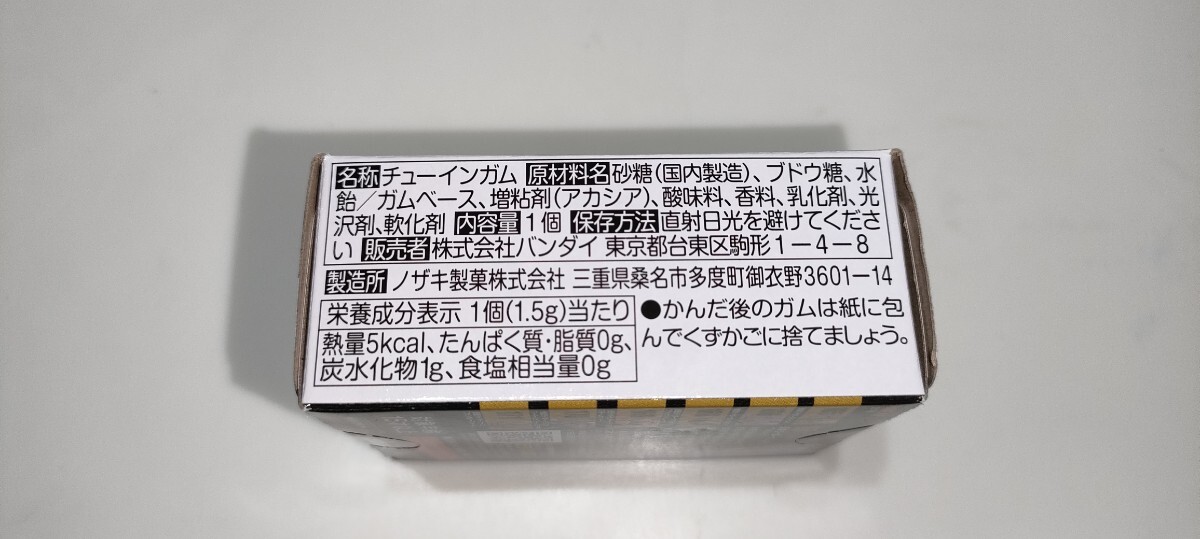 名称 チューインガム 原材料名 砂糖(国内製造)、ブドウ糖、水
飴/ガムベース、増粘剤(アカシア)、酸味料、香料、乳化剤、光
沢剤、軟化剤 内容量 1個 保存方法 直射日光を避けてくださ
い 販売者 株式会社バンダイ 東京都台東区駒形1-4-8
製造所 ノザキ製菓株式会社 三重県桑名市多度町御衣野3601-14
栄養成分表示 1個(1.5g)当たり
熱量5kcal、たんぱく質・脂質0g、
炭水化物1g、食塩相当量0g
●かんだ後のガムは紙に包
んでくずかごに捨てましょう。